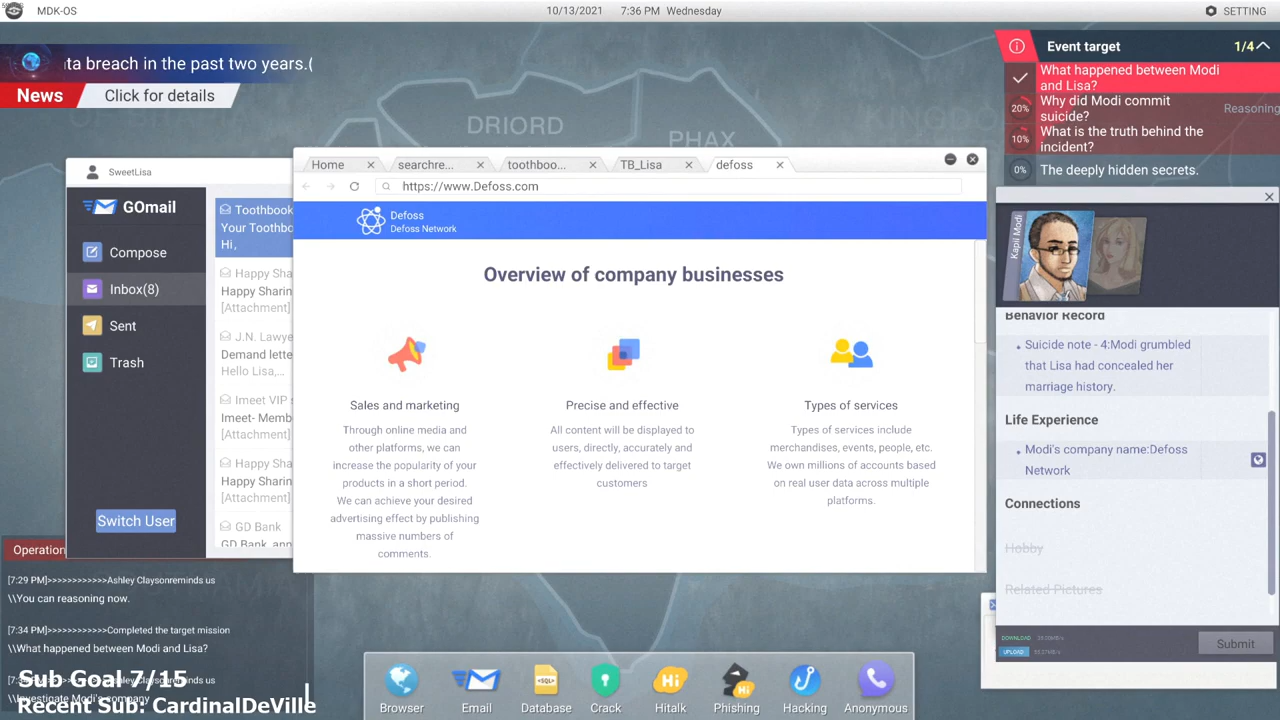 MDK-OS
10/13/2021 7:36 PM Wednesday
SETTING
ta breach in the past two years.(
News
Click for details
Event target
1/4
What happened between Modi
and Lisa?
20%
Why did Modi commit
suicide?
Reasoning
10%
What is the truth behind the
incident?
0%
The deeply hidden secrets.
SweetLisa
GOmail
Compose
Inbox(8)
Sent
Trash
Switch User
Toothbook
Your Toothbo
Hi,
Happy Sha
Happy Sharin
[Attachment]
J.N. Lawye
Demand lette
Hello Lisa,...
Imeet VIP s
Imeet- Memb
[Attachment]
Happy Sha
Happy Sharin
[Attachment]
GD Bank
GD Bank ann
Home
searchre...
toothboo...
TB_Lisa
defoss
https://www.Defoss.com
Defoss
Defoss Network
Overview of company businesses
Sales and marketing
Through online media and
other platforms, we can
increase the popularity of your
products in a short period.
We can achieve your desired
advertising effect by publishing
massive numbers of
comments.
Precise and effective
All content will be displayed to
users, directly, accurately and
effectively delivered to target
customers
Types of services
Types of services include
merchandises, events, people, etc.
We own millions of accounts based
on real user data across multiple
platforms.
DRIORD
PHAX
KINGDO
Kapil Modi
Behavior Record
Suicide note - 4:Modi grumbled
that Lisa had concealed her
marriage history.
Life Experience
Modi's company name:Defoss
Network
Connections
Hobby
Related Pictures
DOWNLOAD
UPLOAD
Submit
Operation
[7:29 PM]>>>>>>>>>>>>Ashley Claysonreminds us
\\You can reasoning now.
[7:34 PM]>>>>>>>>>>>>Completed the target mission
\\What happened between Modi and Lisa?
\\Investigate Modi's company
Sub Goal 7/15
Recent Sub: CardinalDeVille
Browser
Email
Database
Crack
Hitalk
Phishing
Hacking
Anonymous